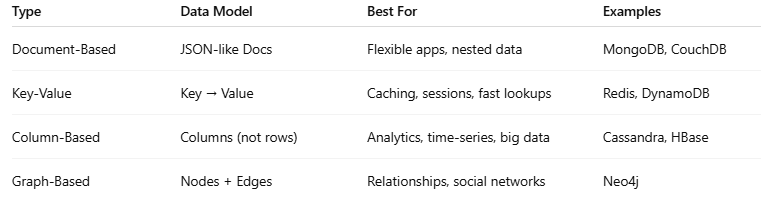 Type Data Model Best For Examples
Document-Based JSON-like Docs Flexible apps, nested data MongoDB, CouchDB
Key-Value Key → Value Caching, sessions, fast lookups Redis, DynamoDB
Column-Based Columns (not rows) Analytics, time-series, big data Cassandra, HBase
Graph-Based Nodes + Edges Relationships, social networks Neo4j